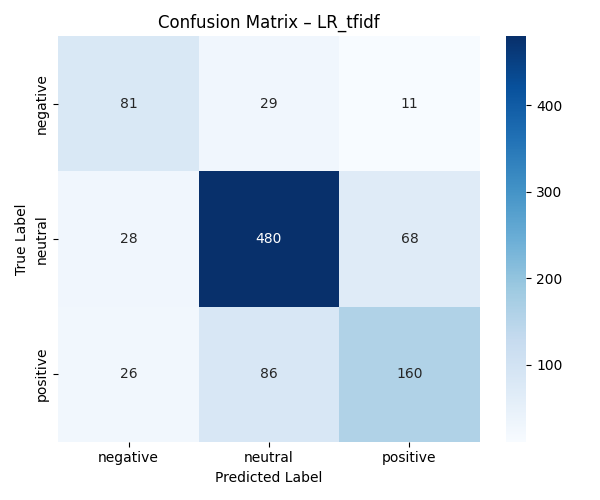 Confusion Matrix – LR_tfidf
True Label
negative
81 29 11
neutral
28 480 68
positive
26 86 160
negative neutral positive
Predicted Label
400
300
200
100